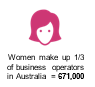 Women make up 1/3
of business operators
in Australia = 671,000